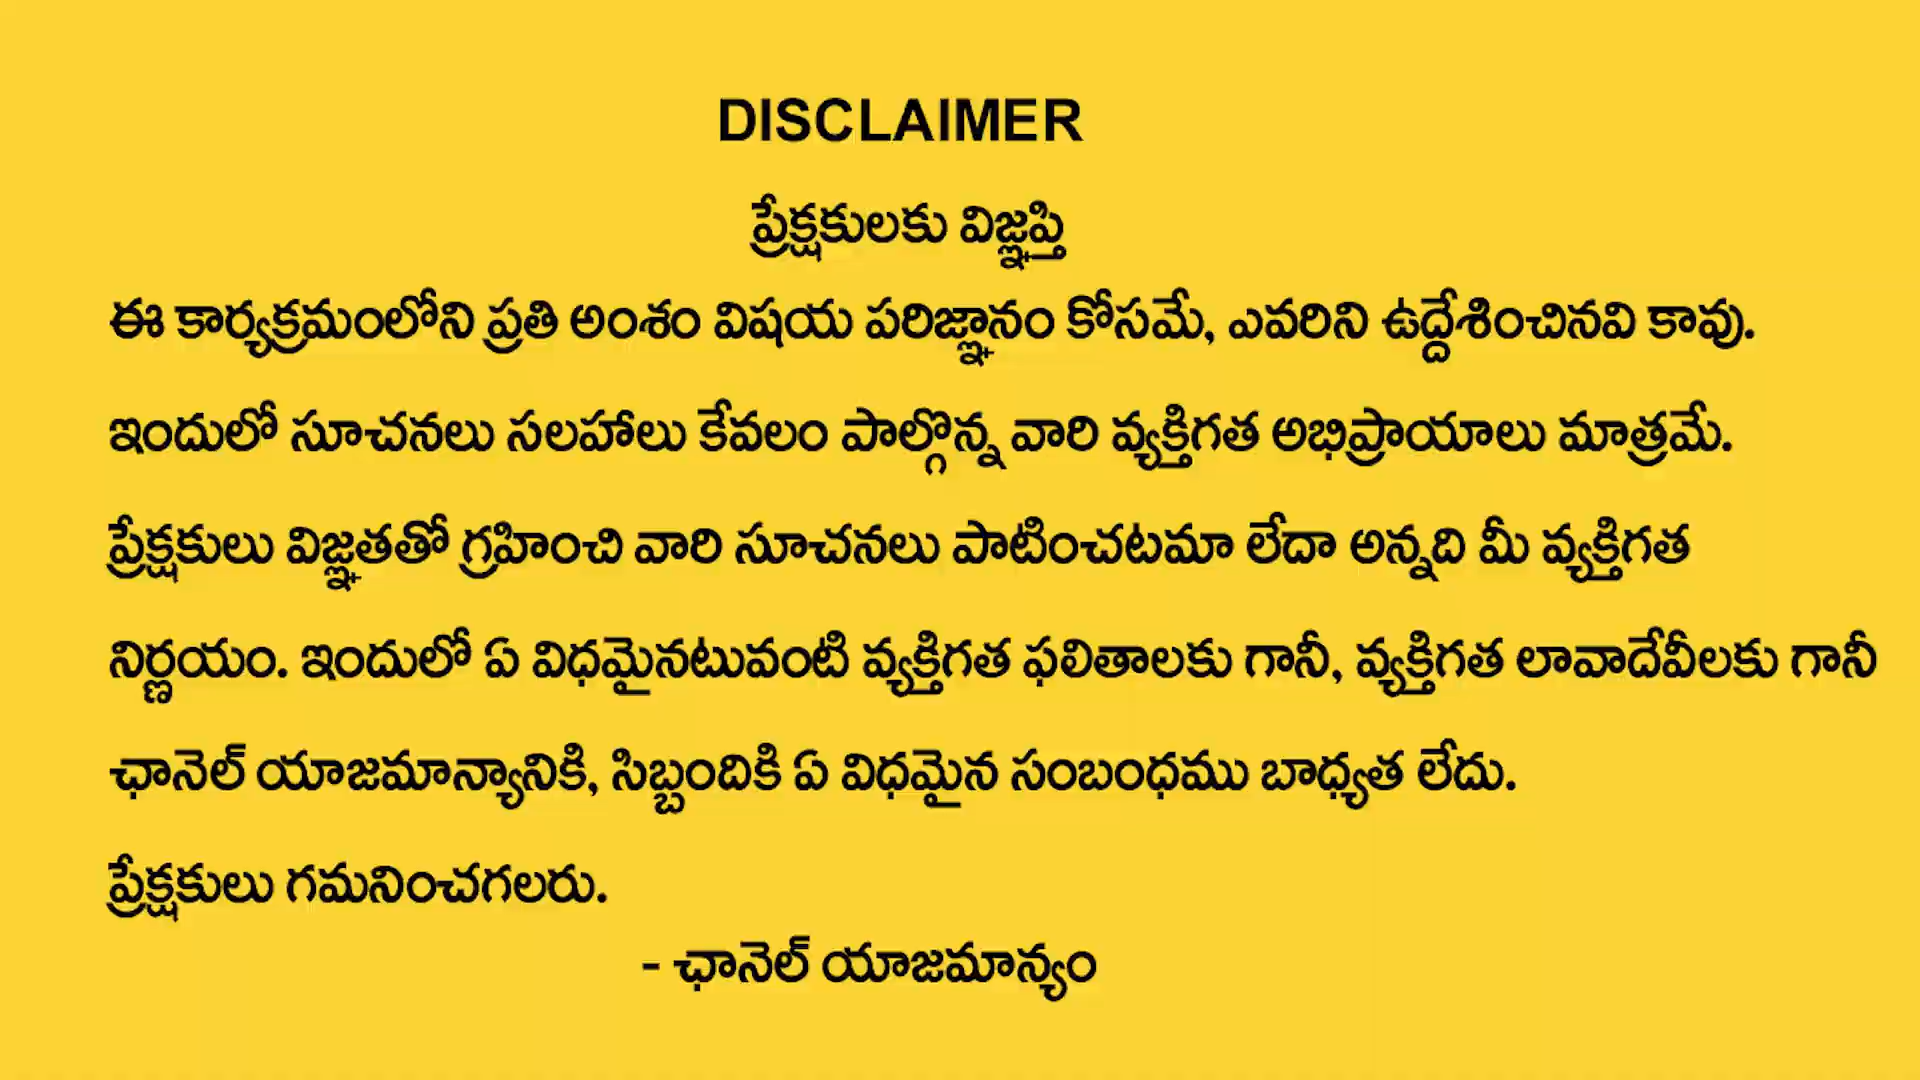 DISCLAIMER
ప్రేక్షకులకు విజ్ఞప్తి
ఈ కార్యక్రమంలోని ప్రతి అంశం విషయ పరిజ్ఞానం కోసమే, ఎవరిని ఉద్దేశించినవి కావు.
ఇందులో సూచనలు సలహాలు కేవలం పాల్గొన్న వారి వ్యక్తిగత అభిప్రాయాలు మాత్రమే.
ప్రేక్షకులు విజ్ఞతతో గ్రహించి వారి సూచనలు పాటించటమా లేదా అన్నది మీ వ్యక్తిగత
నిర్ణయం. ఇందులో ఏ విధమైనటువంటి వ్యక్తిగత ఫలితాలకు గానీ, వ్యక్తిగత లావాదేవీలకు గానీ
ఛానెల్ యాజమాన్యానికి, సిబ్బందికి ఏ విధమైన సంబంధము బాధ్యత లేదు.
ప్రేక్షకులు గమనించగలరు.
- ఛానెల్ యాజమాన్యం